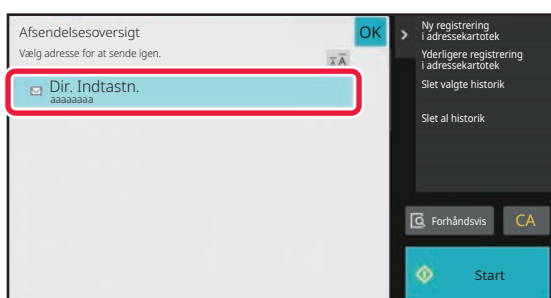 Afsendelsesoversigt
OK
Vælg adresse for at sende igen.
A A
Dir. Indtastn.
aaaaaaaa
Ny registrering
i adressekartotek
Yderligere registrering
i adressekartotek
Slet valgte historik
Slet al historik
Forhåndsvis
CA
Start